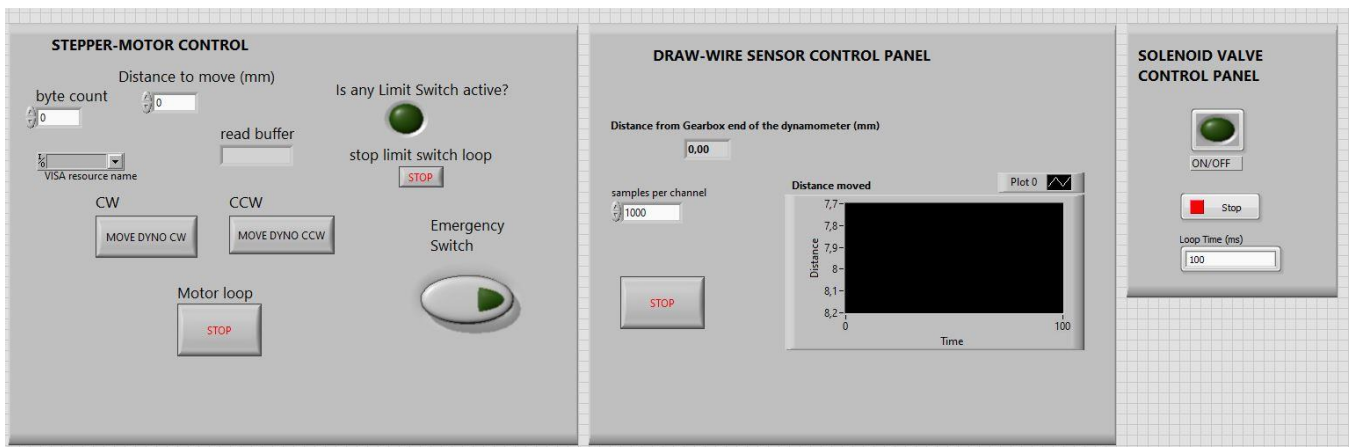 STEPPER-MOTOR CONTROL
Distance to move (mm)
byte count
0
0
Is any Limit Switch active?
read buffer
stop limit switch loop
STOP
VISA resource name
CW
CCW
MOVE DYNO CW
MOVE DYNO CCW
Emergency
Switch
Motor loop
STOP
DRAW-WIRE SENSOR CONTROL PANEL
Distance from Gearbox end of the dynamometer (mm)
0,00
samples per channel
1000
STOP
Distance moved
Plot 0
7,7-
7,8-
7,9-
8-
8,1-
8,2-
Distance
0
100
Time
SOLENOID VALVE
CONTROL PANEL
ON/OFF
Stop
Loop Time (ms)
100